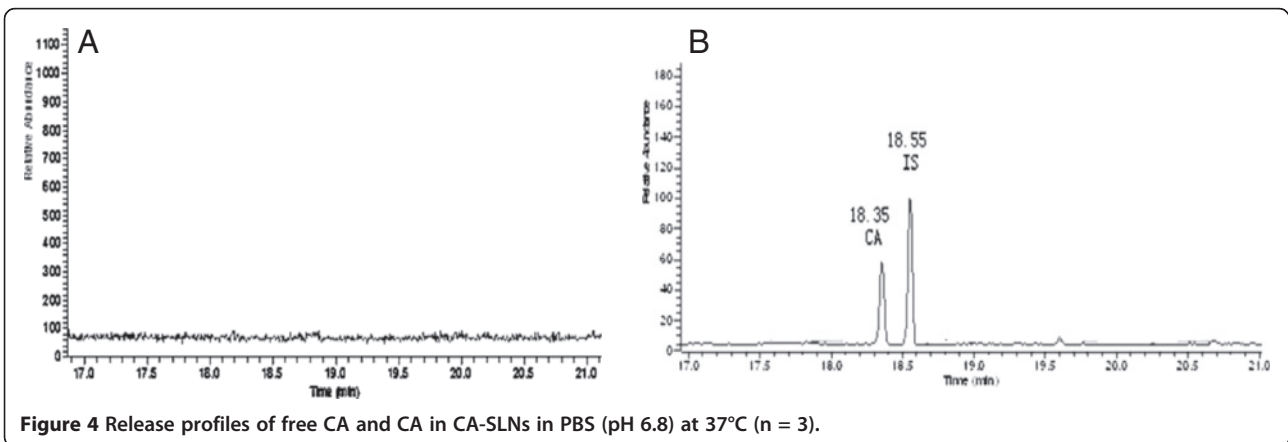 A
1100
1000
900
800
700
600
500
400
300
200
100
0
Relative Abundance
17.0 17.5 18.0 18.5 19.0 19.5 20.0 20.5 21.0
Time (min)
B
180
160
140
120
100
80
60
40
20
0
Relative Abundance
18.55
IS
18.35
CA
17.0 17.5 18.0 18.5 19.0 19.5 20.0 20.5 21.0
Time (min)
Figure 4 Release profiles of free CA and CA in CA-SLNs in PBS (pH 6.8) at 37°C (n = 3).